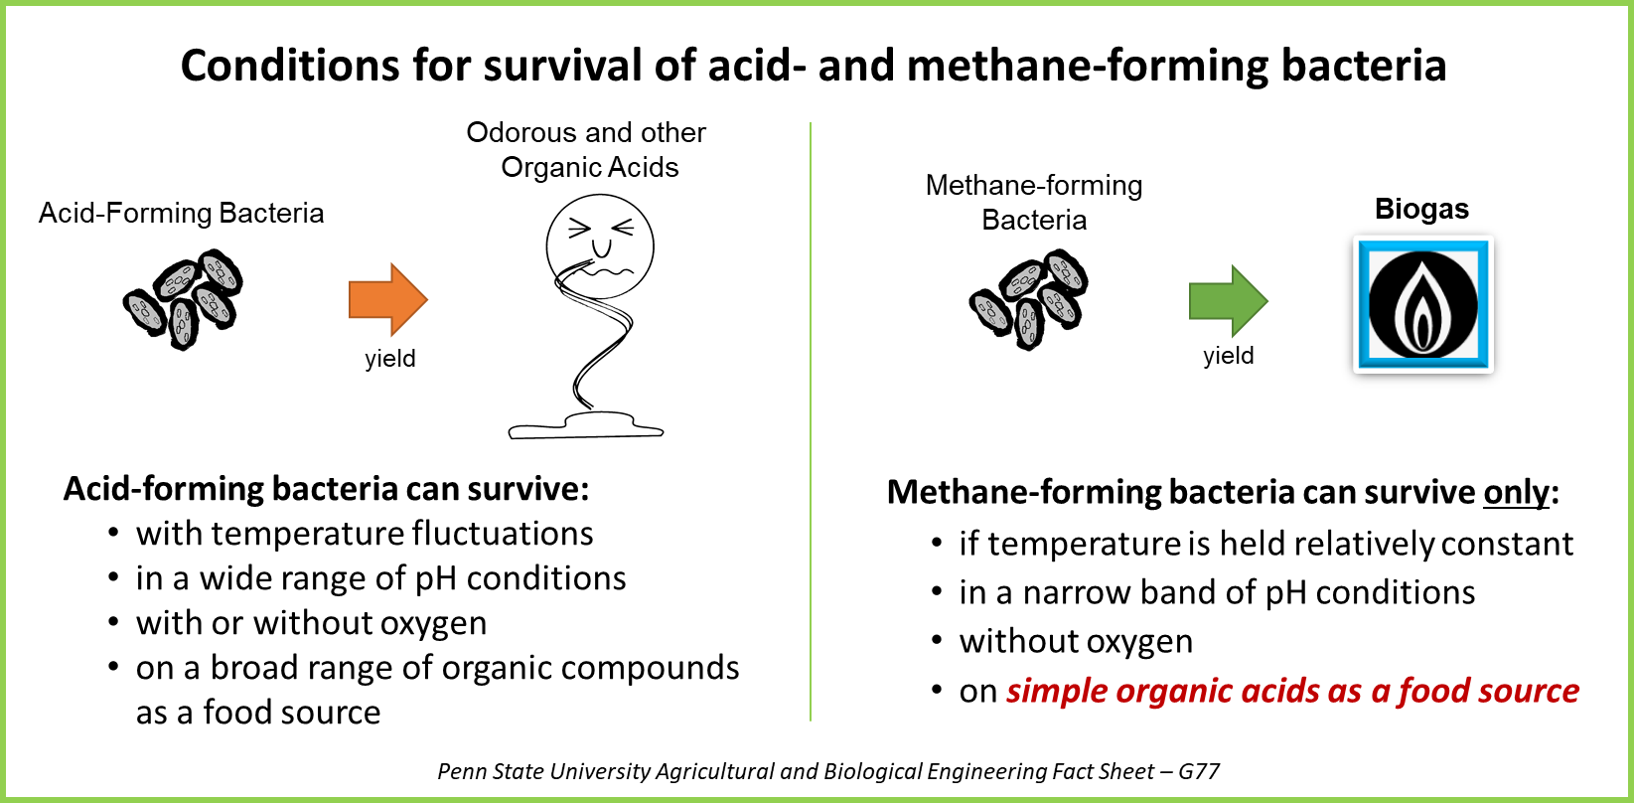 Conditions for survival of acid- and methane-forming bacteria
Acid-Forming Bacteria
yield
Odorous and other
Organic Acids
Acid-forming bacteria can survive:
• with temperature fluctuations
• in a wide range of pH conditions
• with or without oxygen
• on a broad range of organic compounds
as a food source
Methane-forming
Bacteria
yield
Biogas
Methane-forming bacteria can survive only:
• if temperature is held relatively constant
• in a narrow band of pH conditions
• without oxygen
• on simple organic acids as a food source
Penn State University Agricultural and Biological Engineering Fact Sheet – G77